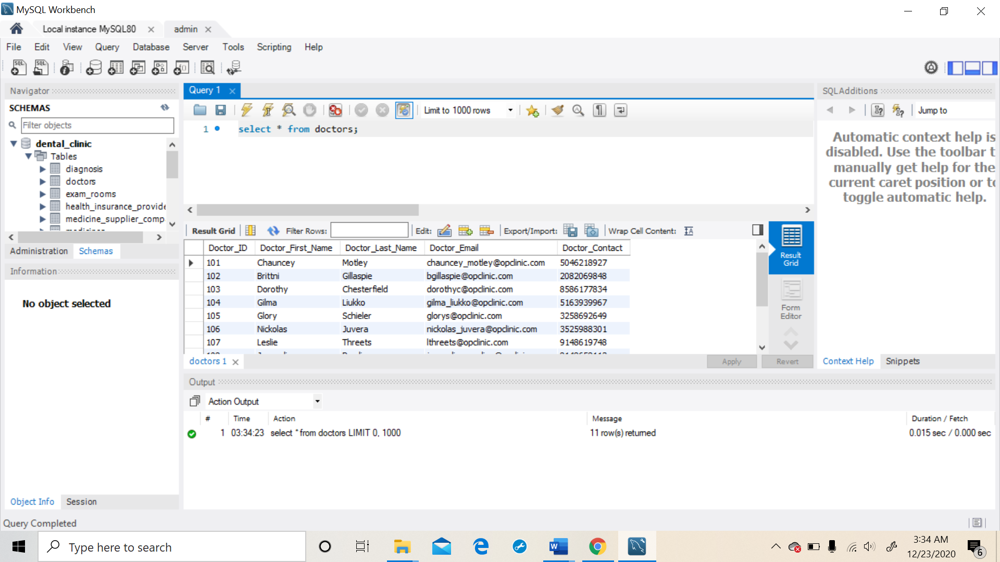 MySQL Workbench
Local instance MySQL80
admin
File Edit View Query Database Server Tools Scripting Help
Navigator
SCHEMAS
Filter objects
dental_clinic
Tables
diagnosis
doctors
exam_rooms
health_insurance_provide
medicine_supplier_comp
Administration Schemas
Information
No object selected
Object Info Session
Query 1
Limit to 1000 rows
1 select * from doctors;
Result Grid Filter Rows: Edit: Export/Import: Wrap Cell Content:
Doctor_ID Doctor_First_Name Doctor_Last_Name Doctor_Email Doctor_Contact
101 Chauncey Motley chauncey_motley@opclinic.com 5046218927
102 Brittni Gillaspie bgillaspie@opclinic.com 2082069848
103 Dorothy Chesterfield dorothyc@opclinic.com 8586177834
104 Gilma Liukko gilma_liukko@opclinic.com 5163939967
105 Glory Schieler glorys@opclinic.com 3258692649
106 Nickolas Juvera nickolas_juvera@opclinic.com 3525988301
107 Leslie Threets lthreets@opclinic.com 9148619748
Result
Grid
Form
Editor
doctors 1
Apply Revert
SQLAdditions
Jump to
Automatic context help is
disabled. Use the toolbar t
manually get help for the
current caret position or to
toggle automatic help.
Context Help Snippets
Output
Action Output
# Time Action Message Duration / Fetch
1 03:34:23 select * from doctors LIMIT 0, 1000 11 row(s) returned 0.015 sec / 0.000 sec
Query Completed
Type here to search
3:34 AM
12/23/2020
6